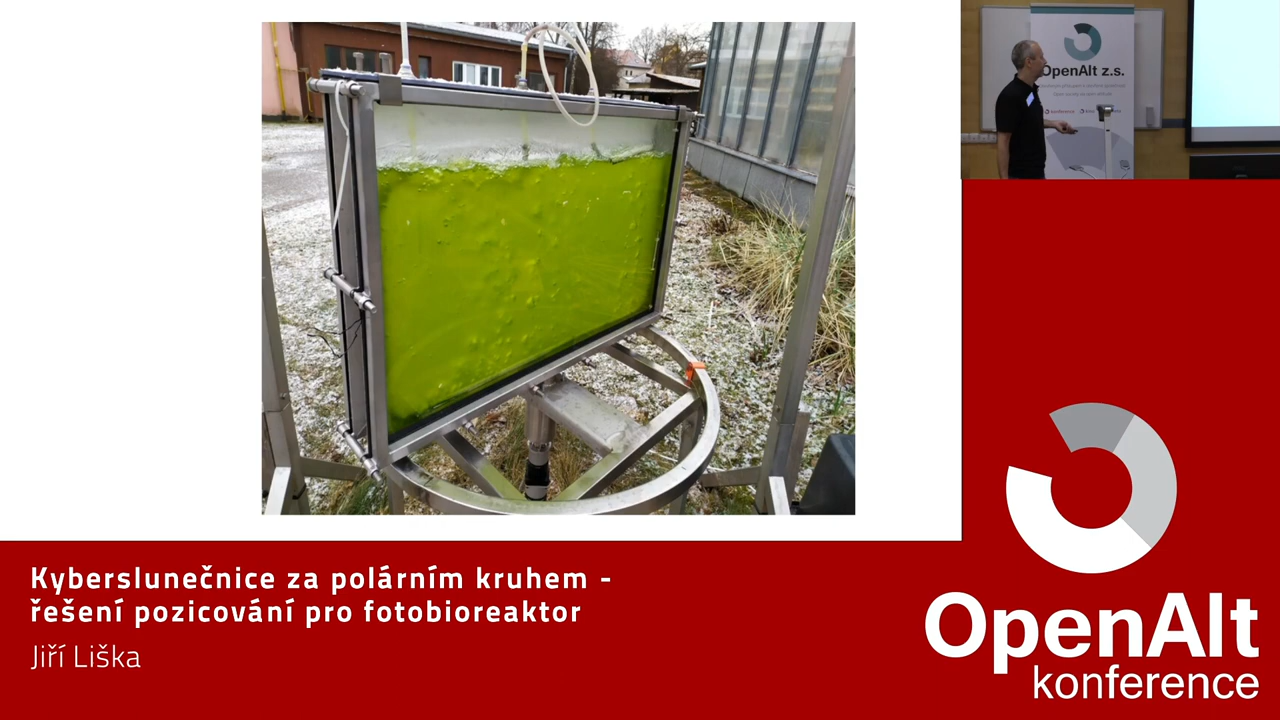 OpenAlt z.s.
Kyberslunečnice za polárním kruhem -
řešení pozicování pro fotobioreaktor
Jiří Liška
OpenAlt
konference